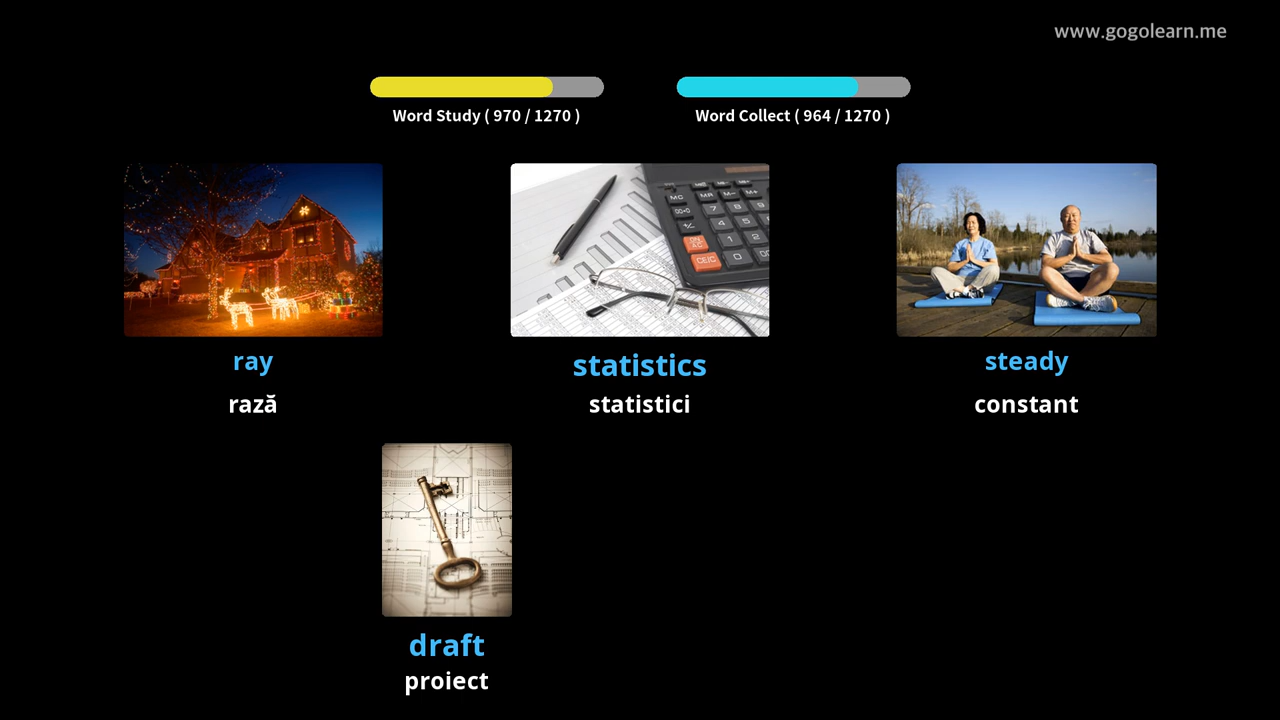 www.gogolearn.me
Word Study ( 970 / 1270 )
Word Collect ( 964 / 1270 )
ray
rază
statistics
statistici
steady
constant
draft
proiect